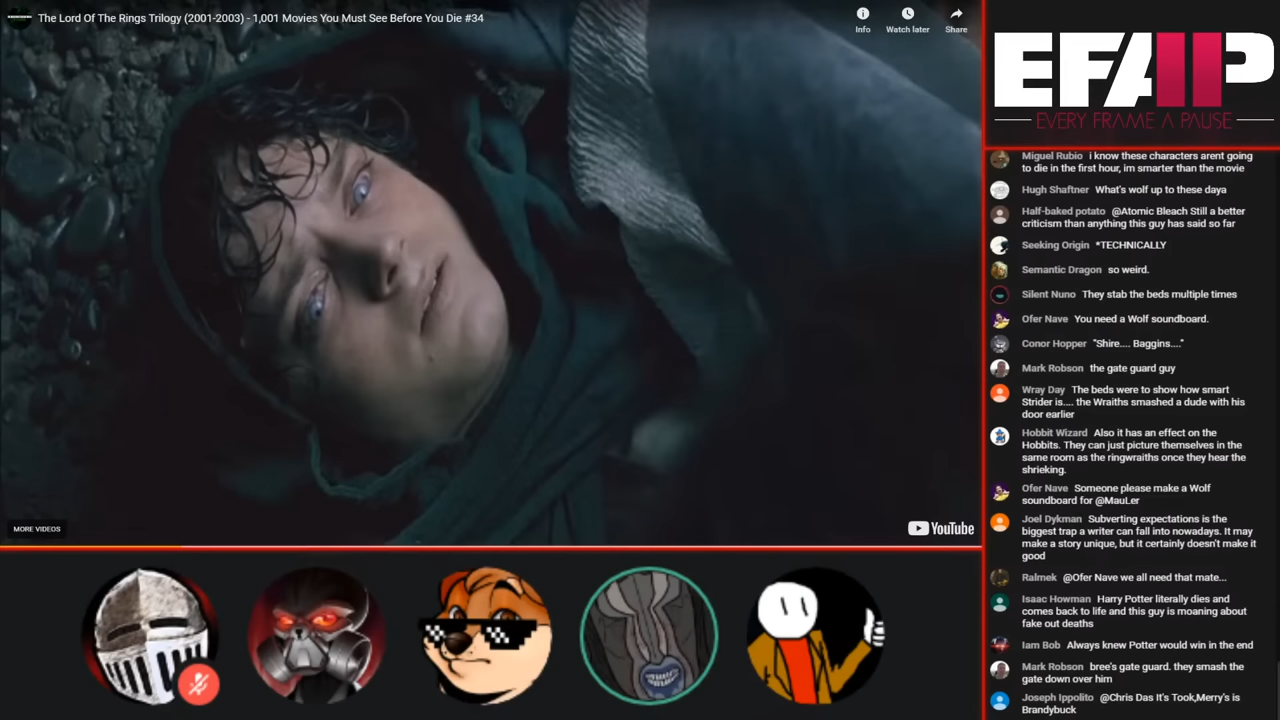 The Lord Of The Rings Trilogy (2001-2003) - 1,001 Movies You Must See Before You Die #34
Info
Watch later
Share
MORE VIDEOS
YouTube
EFAP
EVERY FRAME A PAUSE
Miguel Rubio i know these characters arent going
to die in the first hour, im smarter than the movie
Hugh Shaftner What's wolf up to these daya
Half-baked potato @Atomic Bleach Still a better
criticism than anything this guy has said so far
Seeking Origin *TECHNICALLY
Semantic Dragon so weird.
Silent Nuno They stab the beds multiple times
Ofer Nave You need a Wolf soundboard.
Conor Hopper "Shire.... Baggins...."
Mark Robson the gate guard guy
Wray Day The beds were to show how smart
Strider is.... the Wraiths smashed a dude with his
door earlier
Hobbit Wizard Also it has an effect on the
Hobbits. They can just picture themselves in the
same room as the ringwraiths once they hear the
shrieking.
Ofer Nave Someone please make a Wolf
soundboard for @MauLer
Joel Dykman Subverting expectations is the
biggest trap a writer can fall into nowadays. It may
make a story unique, but it certainly doesn't make it
good
Ralmek @Ofer Nave we all need that mate...
Isaac Howman Harry Potter literally dies and
comes back to life and this guy is moaning about
fake out deaths
Iam Bob Always knew Potter would win in the end
Mark Robson bree's gate guard. they smash the
gate down over him
Joseph Ippolito @Chris Das It's Took,Merry's is
Brandybuck